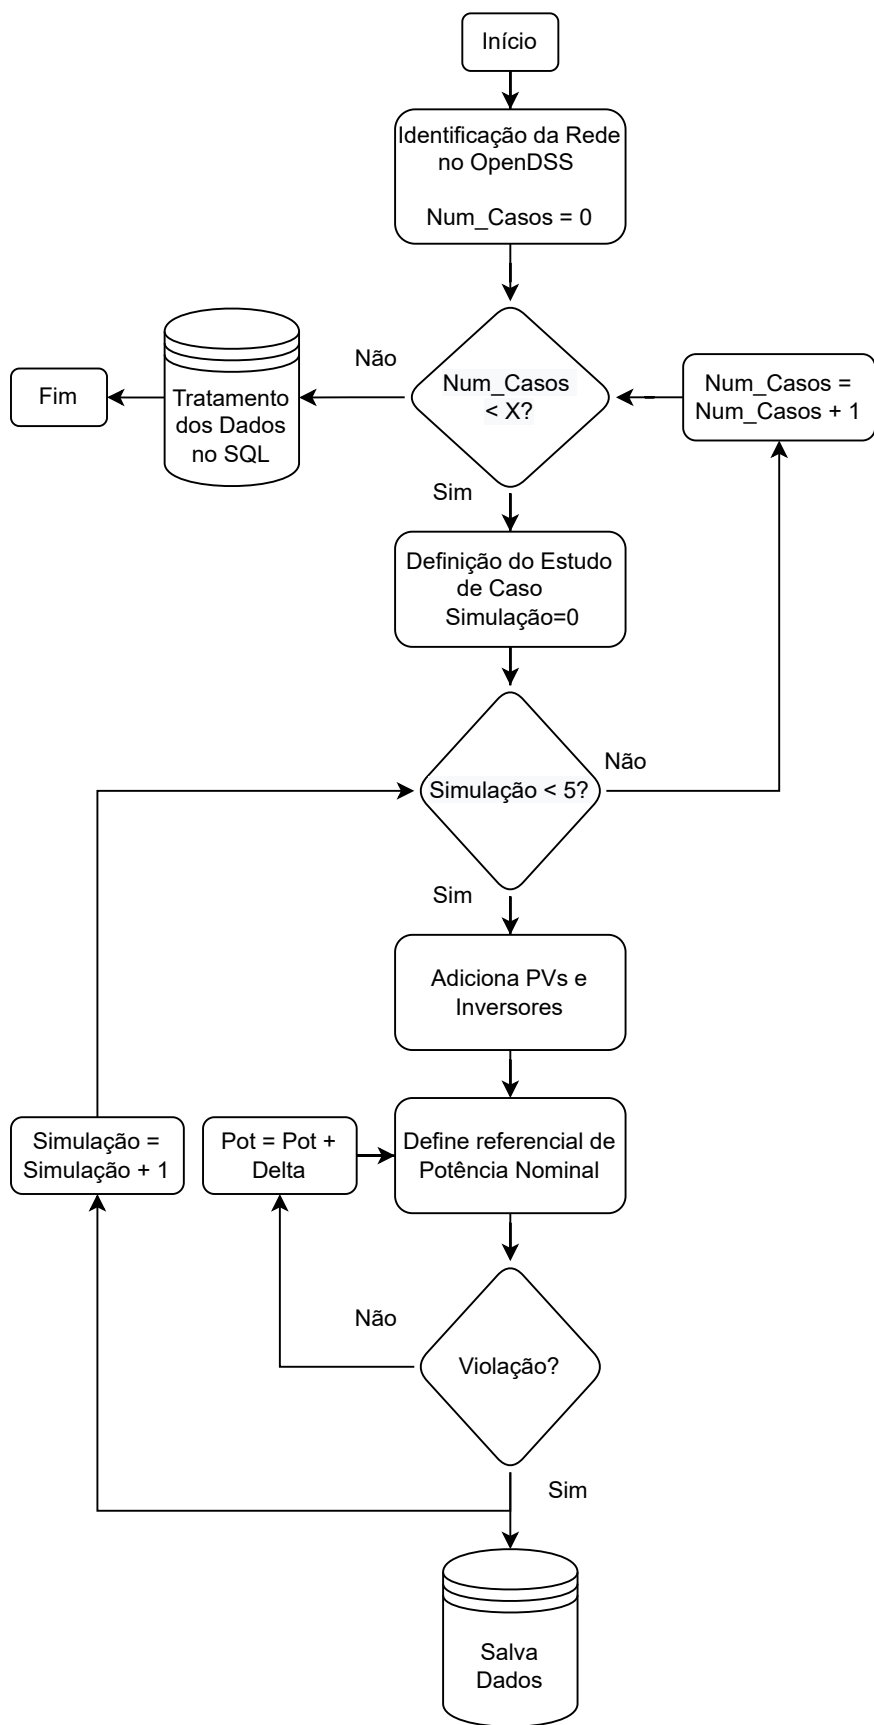 Início
Identificação da Rede
no OpenDSS
Num_Casos = 0
Não
Num_Casos
< X?
Num_Casos =
Num_Casos + 1
Fim
Tratamento
dos Dados
no SQL
Sim
Definição do Estudo
de Caso
Simulação=0
Não
Simulação < 5?
Sim
Adiciona PVs e
Inversores
Simulação =
Simulação + 1
Pot = Pot +
Delta
Define referencial de
Potência Nominal
Não
Violação?
Sim
Salva
Dados